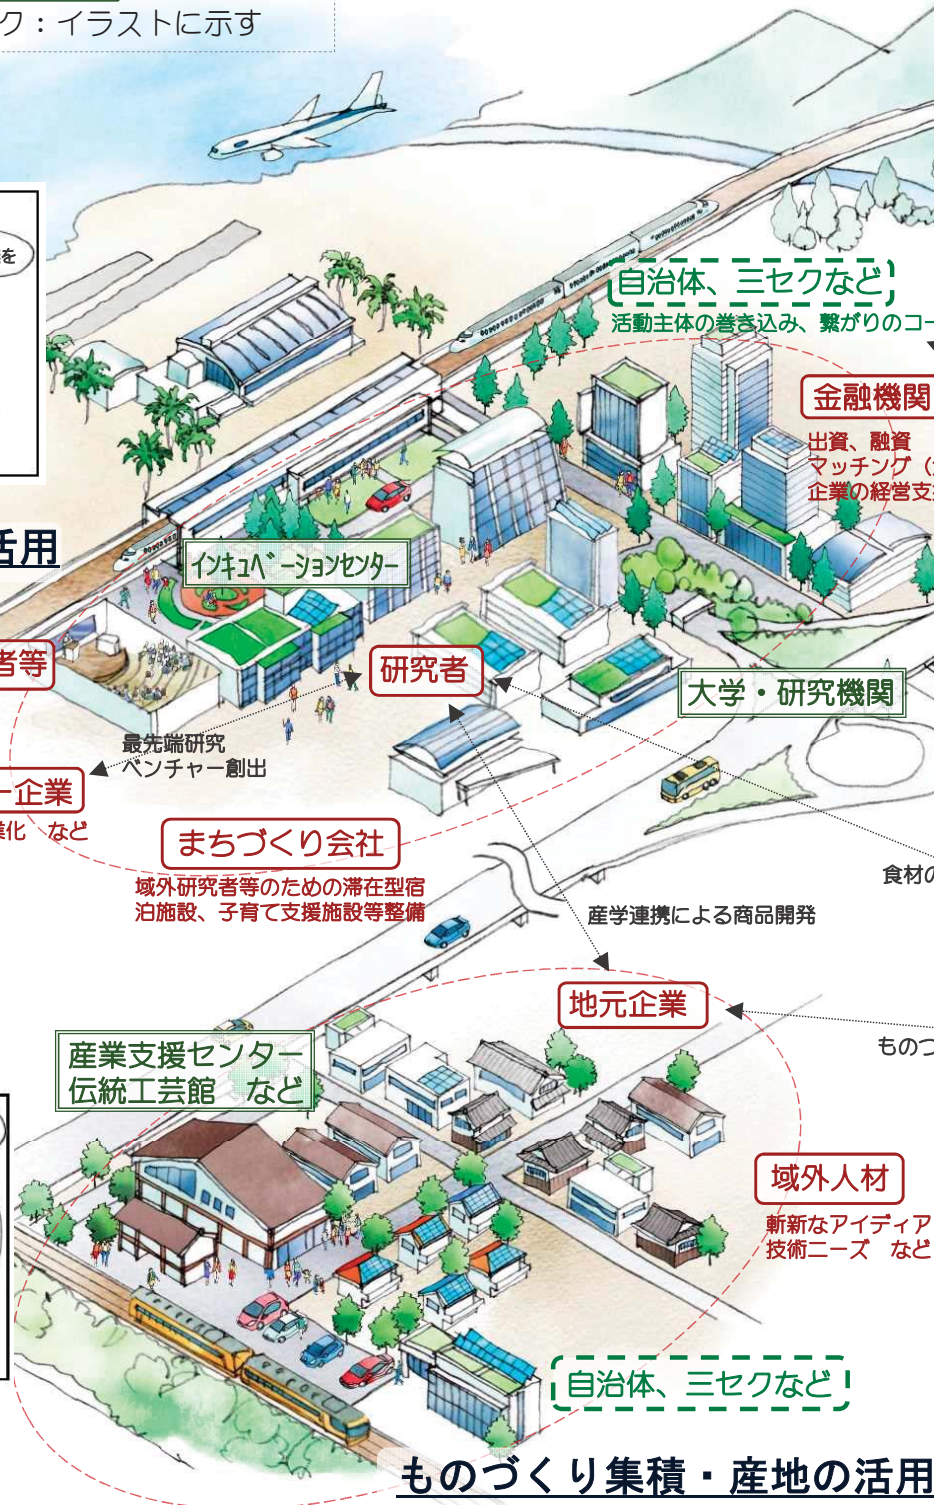 ク：イラストに示す
を
自治体、三セクなど
活動主体の巻き込み、繋がりのコー
金融機関
出資、融資
マッチング（
企業の経営支
活用
インキュベーションセンター
者等
研究者
大学・研究機関
最先端研究
ベンチャー創出
ー企業
業化　など
まちづくり会社
域外研究者等のための滞在型宿
泊施設、子育て支援施設等整備
食材の
産学連携による商品開発
地元企業
ものづ
産業支援センター
伝統工芸館　など
域外人材
斬新なアイディア
技術ニーズ　など
自治体、三セクなど
ものづくり集積・産地の活用